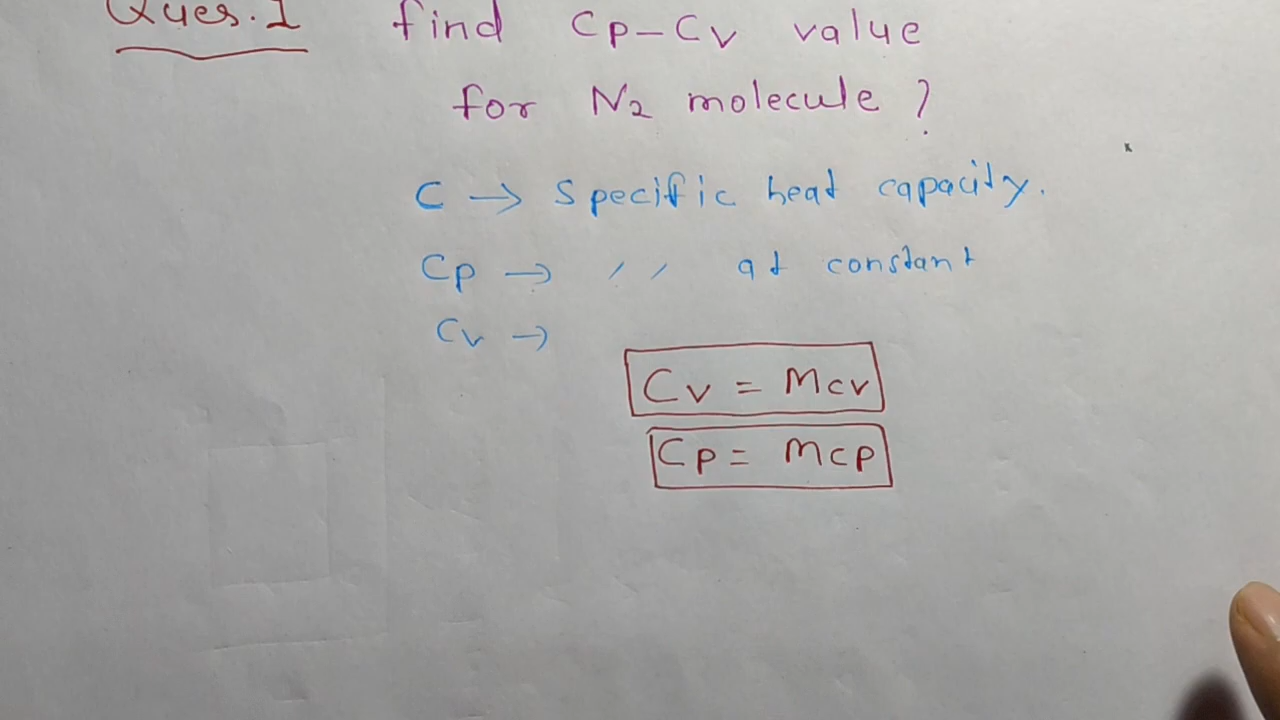 Ques. 1 find Cp-Cv value
for N2 molecule ?
C → Specific heat capacity.
Cp → ,, at constant
Cv →
Cv = Mcv
Cp = Mcp